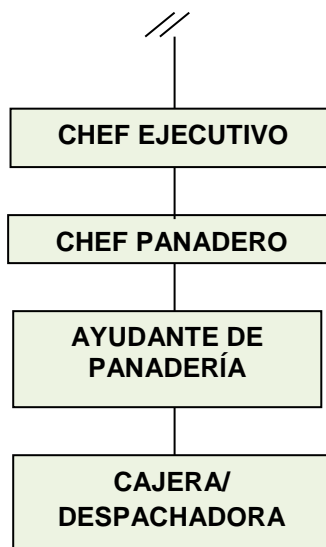 CHEF EJECUTIVO
CHEF PANADERO
AYUDANTE DE
PANADERÍA
CAJERA/
DESPACHADORA